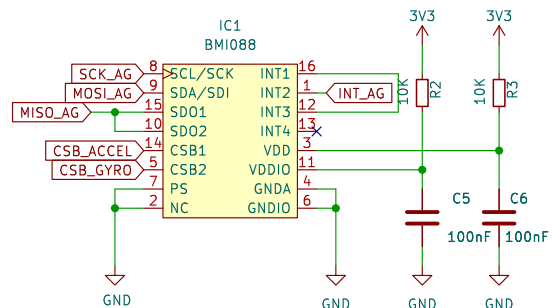 IC1
BMI088
3V3
3V3
SCK_AG 8 SCL/SCK INT1 16
MOSI_AG 9 SDA/SDI INT2 1 INT_AG
MISO_AG 15 SDO1 INT3 12
10 SDO2 INT4 13
CSB_ACCEL 14 CSB1 VDD 3
CSB_GYRO 5 CSB2 VDDIO 11
7 PS GNDA 4
2 NC GNDIO 6
10K R2
10K R3
C5
100nF
C6
100nF
GND
GND
GND
GND